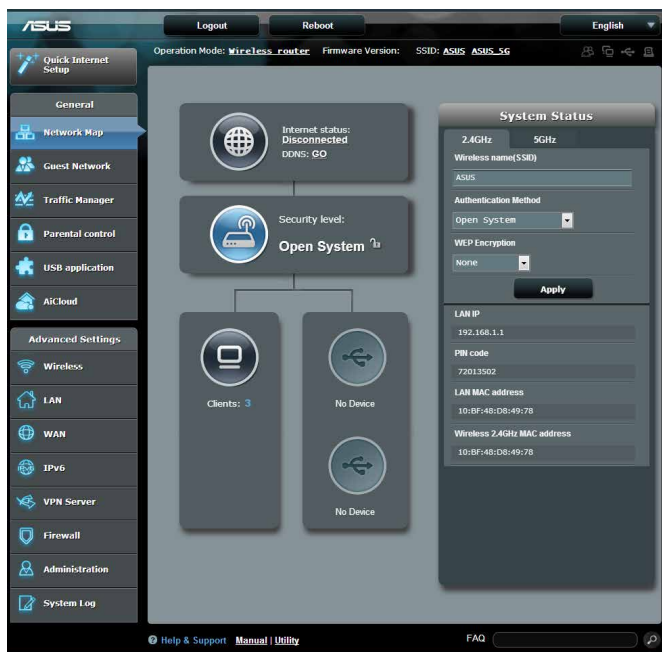 ASUS
Logout
Reboot
English
Operation Mode: Wireless router Firmware Version: SSID: ASUS ASUS_5G
Quick Internet
Setup
General
Network Map
Guest Network
Traffic Manager
Parental control
USB application
AiCloud
Advanced Settings
Wireless
LAN
WAN
IPv6
VPN Server
Firewall
Administration
System Log
Internet status:
Disconnected
DDNS: GO
Security level:
Open System
Clients: 3
No Device
No Device
System Status
2.4GHz
5GHz
Wireless name(SSID)
ASUS
Authentication Method
Open System
WEP Encryption
None
Apply
LAN IP
192.168.1.1
PIN code
72013502
LAN MAC address
10:BF:48:D8:49:78
Wireless 2.4GHz MAC address
10:BF:48:D8:49:78
Help & Support Manual | Utility
FAQ